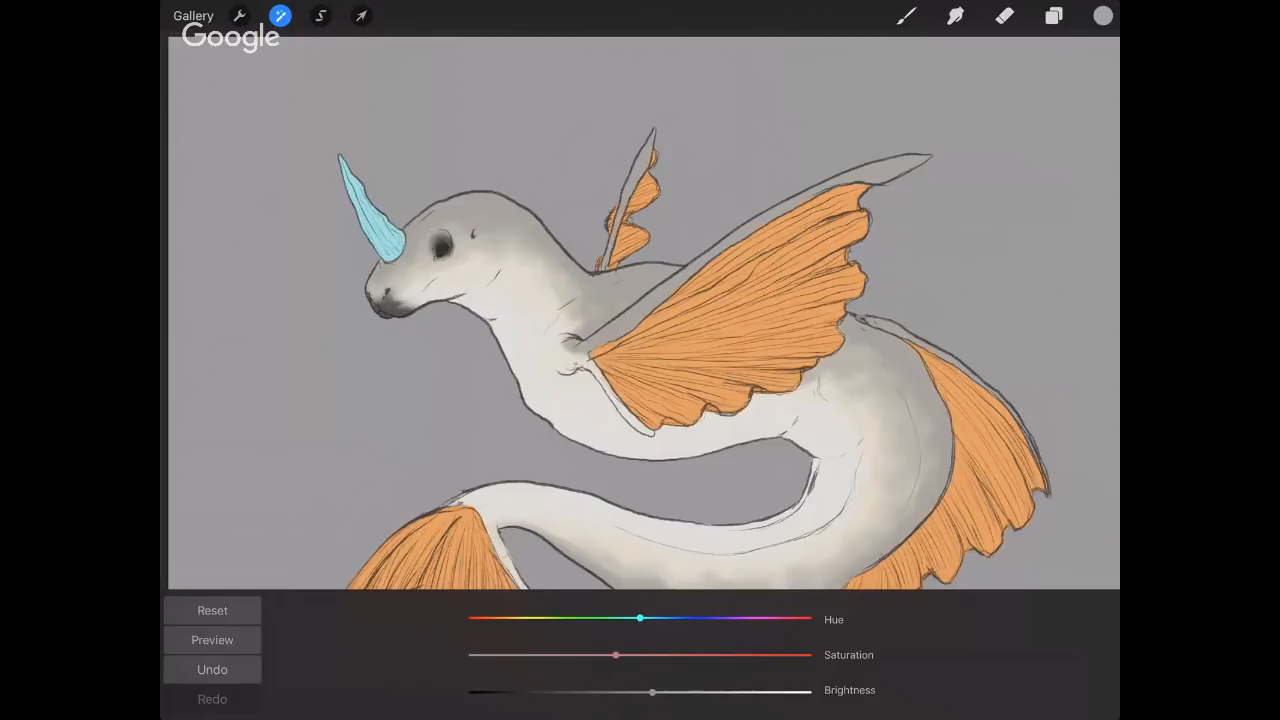 Gallery
Google
Reset
Preview
Undo
Redo
Hue
Saturation
Brightness